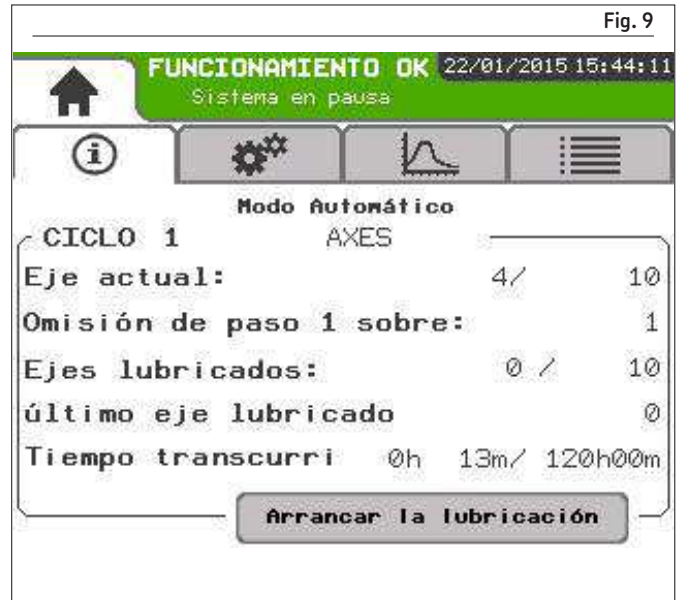 Fig. 9
FUNCIONAMIENTO OK 22/01/2015 15:44:11
Sistema en pausa
Modo Automático
CICLO 1 AXES
Eje actual: 4/ 10
Omisión de paso 1 sobre: 1
Ejes lubricados: 0 / 10
último eje lubricado 0
Tiempo transcurri 0h 13m/ 120h00m
Arrancar la lubricación